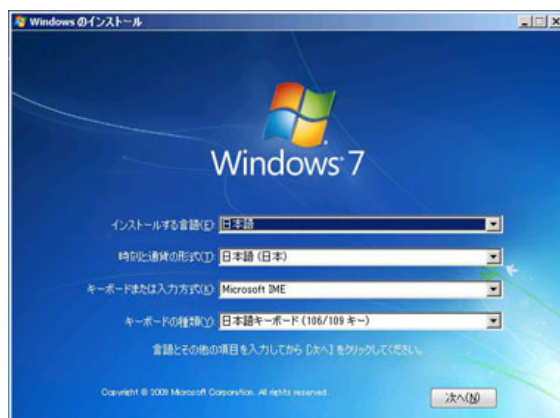 Windows のインストール
Windows 7
インストールする言語(E) 日本語
時刻と通貨の形式(T) 日本語 (日本)
キーボードまたは入力方式(K) Microsoft IME
キーボードの種類(Y) 日本語キーボード (106/109 キー)
言語とその他の項目を入力してから [次へ] をクリックしてください。
Copyright © 2009 Microsoft Corporation. All rights reserved.
次へ(N)